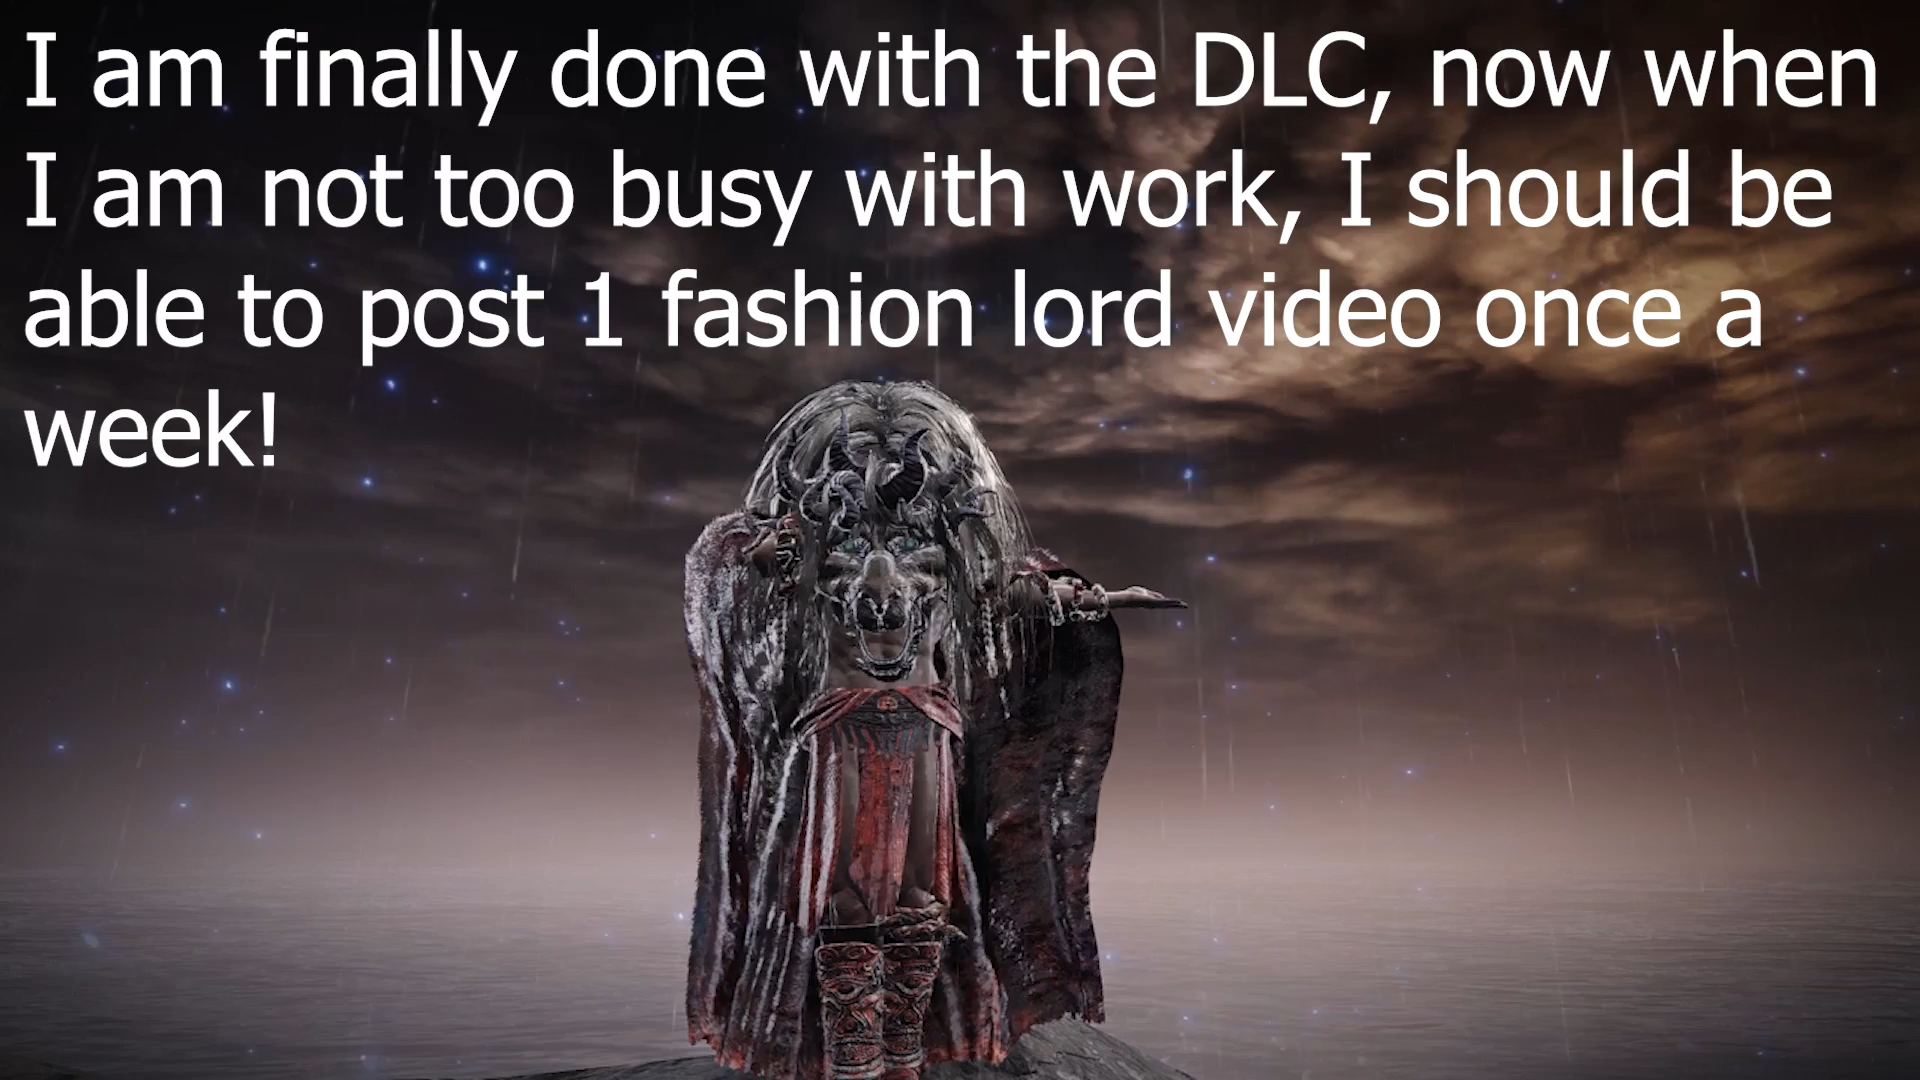 I am finally done with the DLC, now when
I am not too busy with work, I should be
able to post 1 fashion lord video once a
week!